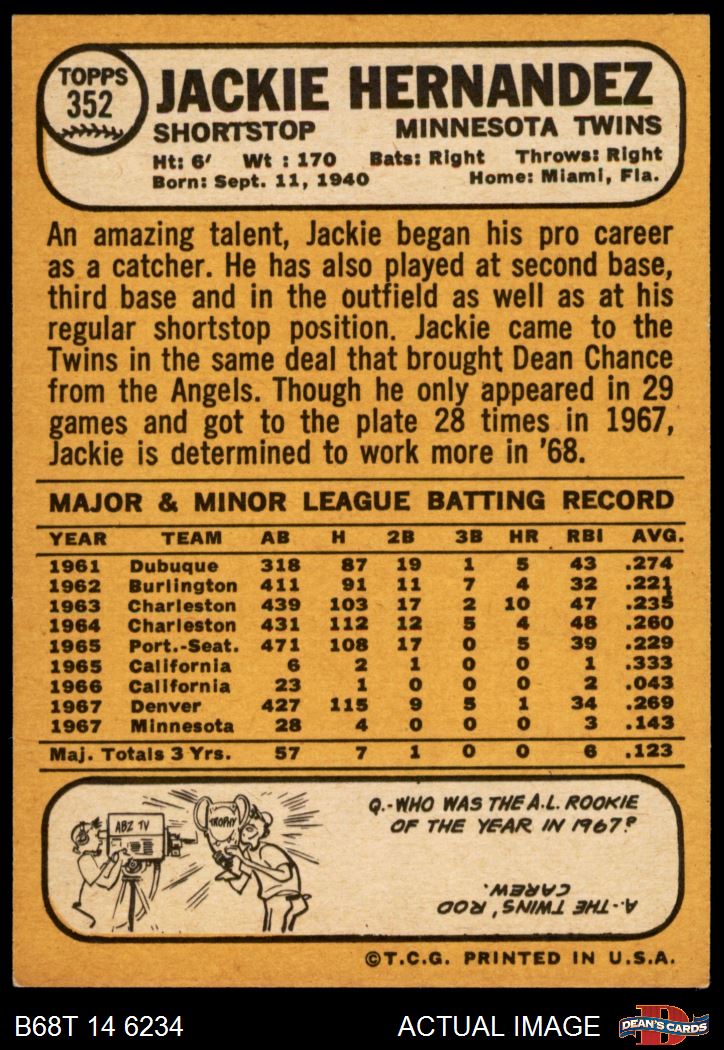 TOPPS
352
JACKIE HERNANDEZ
SHORTSTOP MINNESOTA TWINS
Ht: 6' Wt : 170 Bats: Right Throws: Right
Born: Sept. 11, 1940 Home: Miami, Fla.
An amazing talent, Jackie began his pro career
as a catcher. He has also played at second base,
third base and in the outfield as well as at his
regular shortstop position. Jackie came to the
Twins in the same deal that brought Dean Chance
from the Angels. Though he only appeared in 29
games and got to the plate 28 times in 1967,
Jackie is determined to work more in '68.
MAJOR & MINOR LEAGUE BATTING RECORD
YEAR TEAM AB H 2B 3B HR RBI AVG.
1961 Dubuque 318 87 19 1 5 43 .274
1962 Burlington 411 91 11 7 4 32 .221
1963 Charleston 439 103 17 2 10 47 .235
1964 Charleston 431 112 12 5 4 48 .260
1965 Port.-Seat. 471 108 17 0 5 39 .229
1965 California 6 2 1 0 0 1 .333
1966 California 23 1 0 0 0 2 .043
1967 Denver 427 115 9 5 1 34 .269
1967 Minnesota 28 4 0 0 0 3 .143
Maj. Totals 3 Yrs. 57 7 1 0 0 6 .123
ABZ TV
TROPHY
Q.-WHO WAS THE A.L. ROOKIE
OF THE YEAR IN 1967?
A.-THE TWINS', ROD
CAREW.
©T.C.G. PRINTED IN U.S.A.
B68T 14 6234 ACTUAL IMAGE
D
DEAN'S CARDS